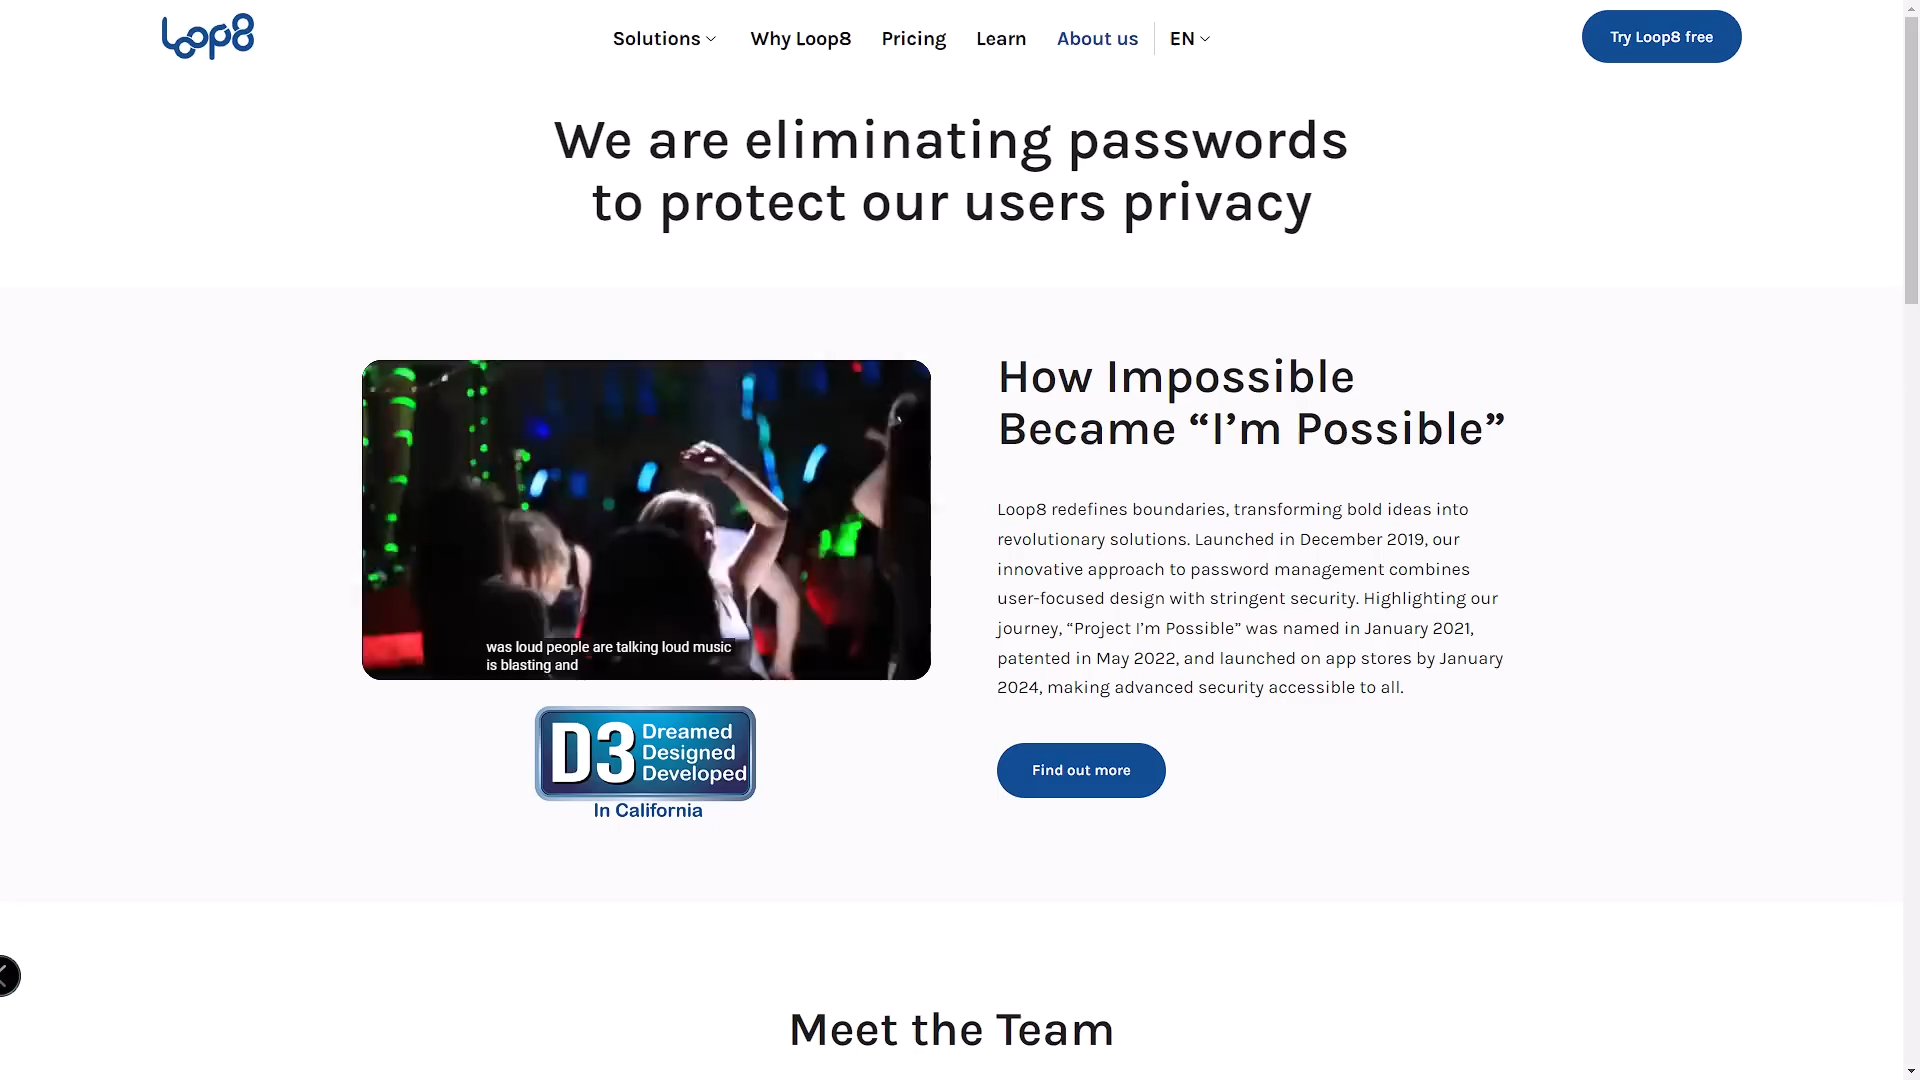 Loop8
Solutions
Why Loop8
Pricing
Learn
About us
EN
Try Loop8 free
We are eliminating passwords
to protect our users privacy
was loud people are talking loud music
is blasting and
D3
Dreamed
Designed
Developed
In California
How Impossible
Became “I’m Possible”
Loop8 redefines boundaries, transforming bold ideas into
revolutionary solutions. Launched in December 2019, our
innovative approach to password management combines
user-focused design with stringent security. Highlighting our
journey, “Project I’m Possible” was named in January 2021,
patented in May 2022, and launched on app stores by January
2024, making advanced security accessible to all.
Find out more
Meet the Team